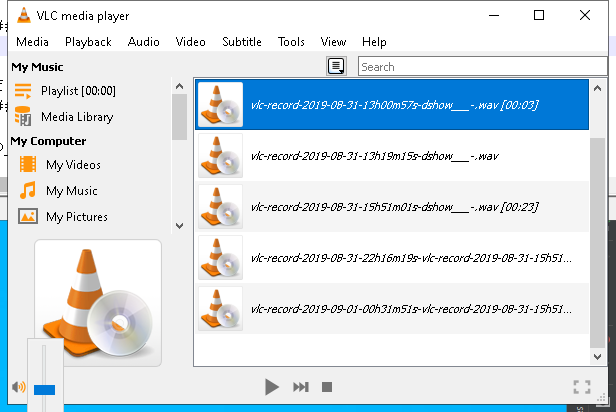 VLC media player
Media Playback Audio Video Subtitle Tools View Help
My Music
Search
Playlist [00:00]
Media Library
My Computer
My Videos
My Music
My Pictures
vlc-record-2019-08-31-13h00m57s-dshow___-.wav [00:03]
vlc-record-2019-08-31-13h19m15s-dshow___-.wav
vlc-record-2019-08-31-15h51m01s-dshow___-.wav [00:23]
vlc-record-2019-08-31-22h16m19s-vlc-record-2019-08-31-15h51...
vlc-record-2019-09-01-00h31m51s-vlc-record-2019-08-31-15h51...